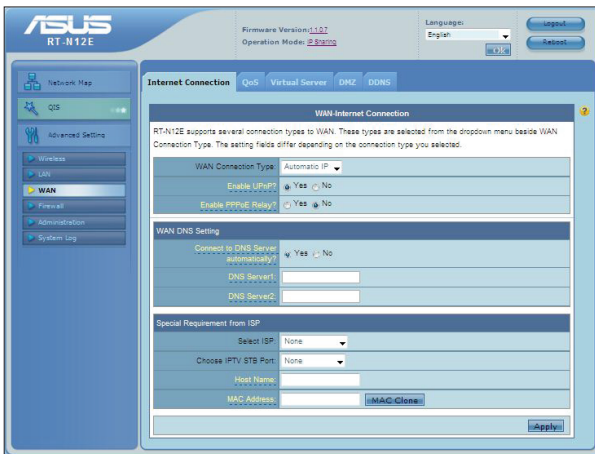 ASUS
RT-N12E
Firmware Version:1.1.0.7
Operation Mode: IP Sharing
Language:
English
OK
Logout
Reboot
Network Map
QIS
Advanced Setting
Wireless
LAN
WAN
Firewall
Administration
System Log
Internet Connection QoS Virtual Server DMZ DDNS
WAN-Internet Connection
?
RT-N12E supports several connection types to WAN. These types are selected from the dropdown menu beside WAN
Connection Type. The setting fields differ depending on the connection type you selected.
WAN Connection Type: Automatic IP
Enable UPnP? Yes No
Enable PPPoE Relay? Yes No
WAN DNS Setting
Connect to DNS Server
automatically? Yes No
DNS Server1:
DNS Server2:
Special Requirement from ISP
Select ISP: None
Choose IPTV STB Port: None
Host Name:
MAC Address: MAC Clone
Apply